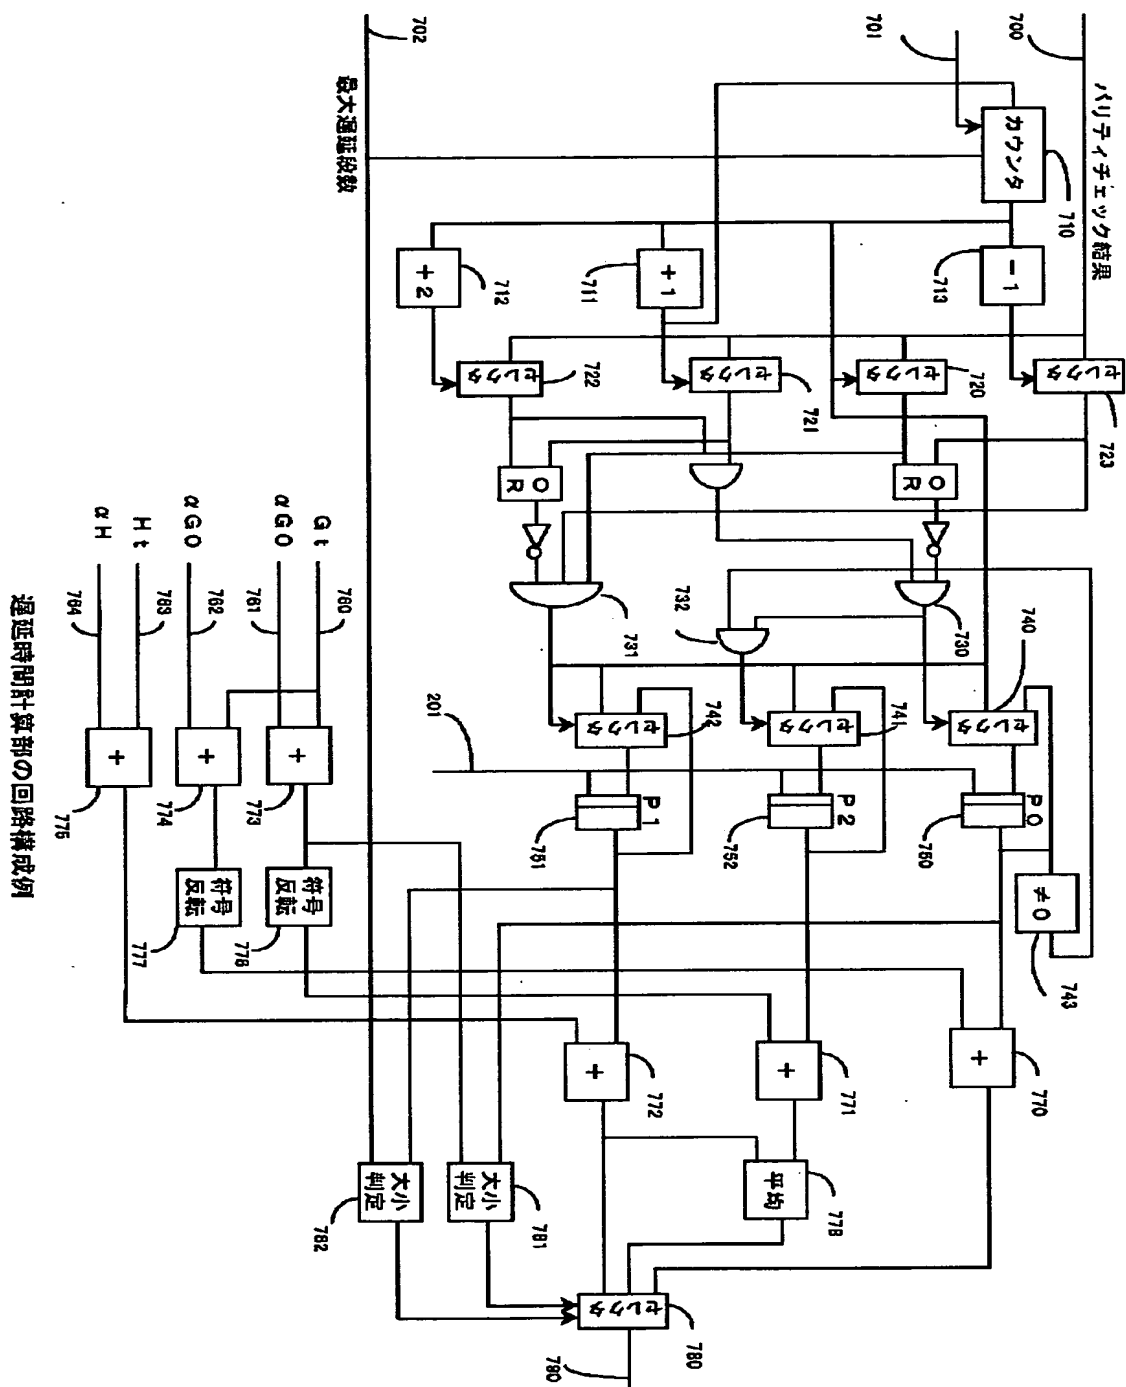 パリティチェック結果
700
701
702
最大遅延段数
カウンタ
710
－1
713
＋1
711
＋2
712
セレクタ
723
セレクタ
720
セレクタ
721
セレクタ
722
OR
OR
730
731
732
セレクタ
740
セレクタ
741
セレクタ
742
201
P0
750
P2
752
P1
751
≠0
743
＋
770
＋
771
＋
772
平均
778
Gt
760
αG0
761
αG0
762
Ht
763
αH
764
＋
773
＋
774
＋
775
符号
反転
776
符号
反転
777
大小
判定
781
大小
判定
782
セレクタ
780
790
遅延時間計算部の回路構成例